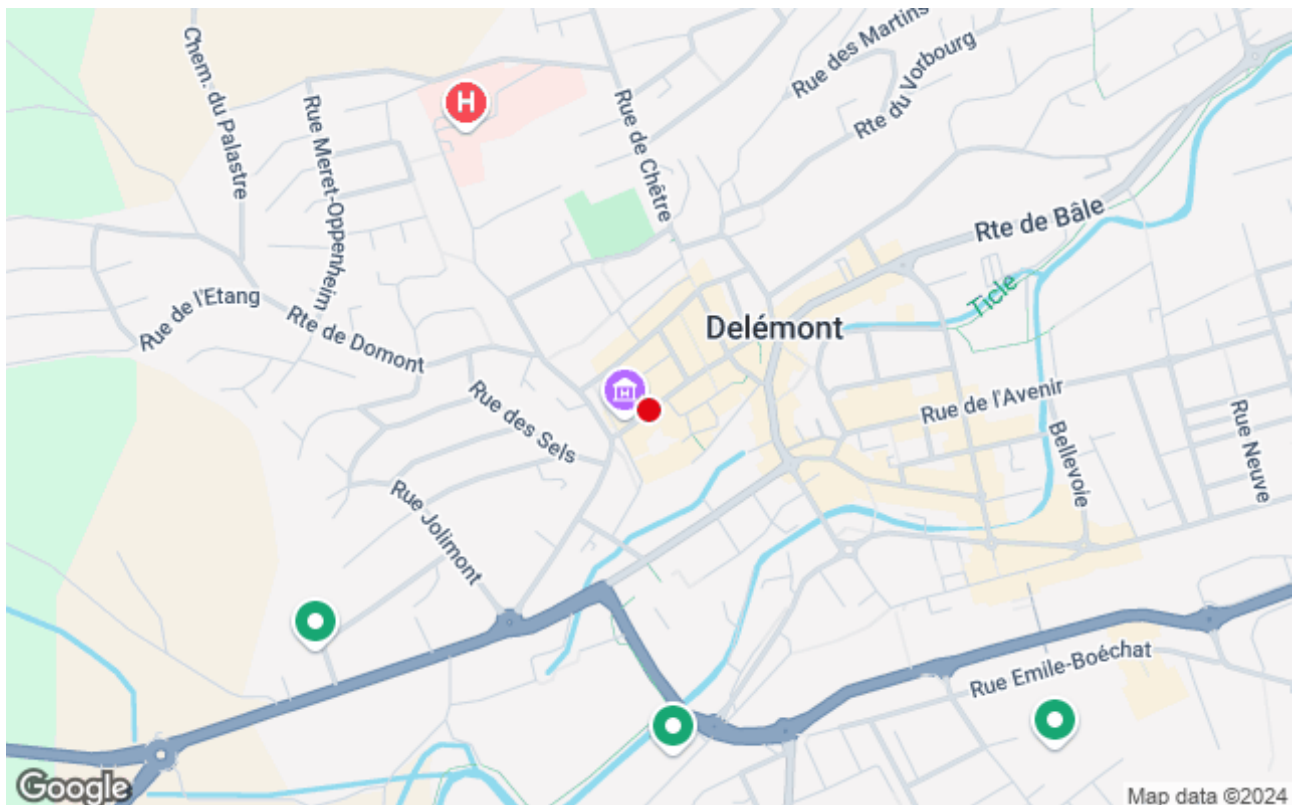 Chem. du Palastre
Rue Meret-Oppenheim
H
Rue de Chêtre
Rue des Martins
Rte du Vorbourg
Rte de Bâle
Rue de l'Etang
Rte de Domont
Ticle
Delémont
H
Rue des Sels
Rue de l'Avenir
Bellevoie
Rue Neuve
Rue Jolimont
Rue Emile-Boéchat
Google
Map data ©2024